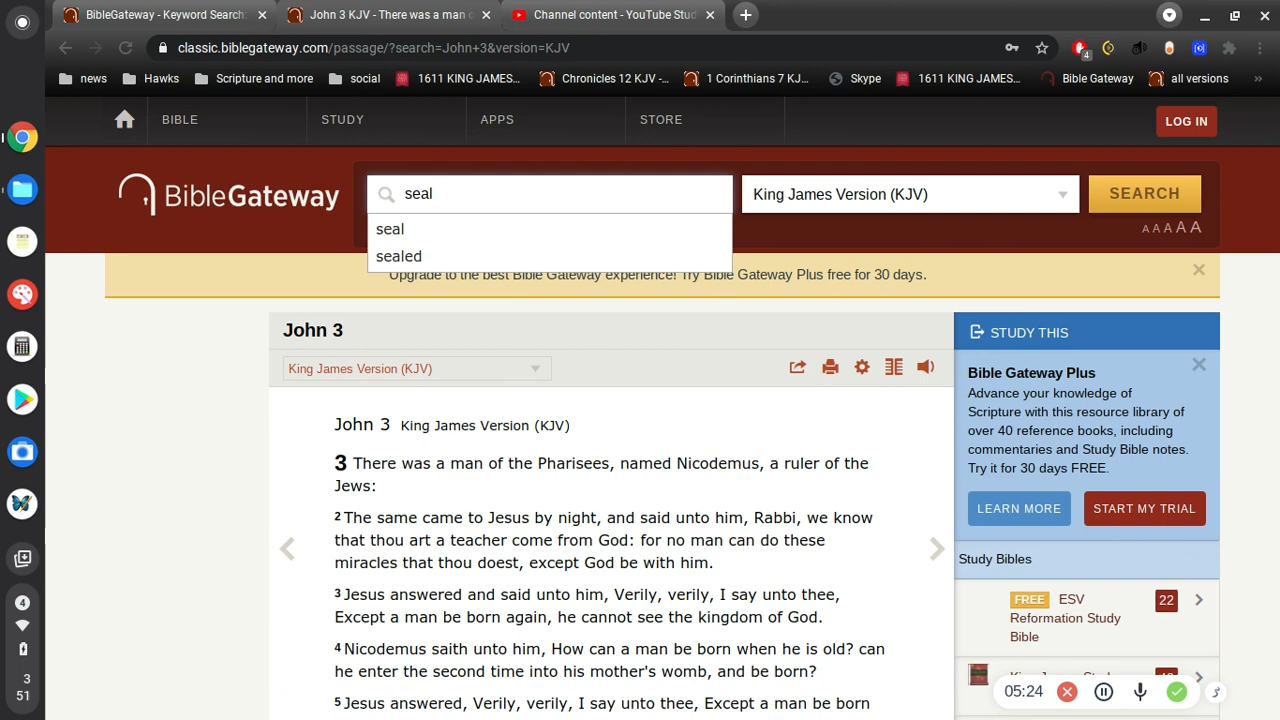 BibleGateway - Keyword Search:
John 3 KJV - There was a man o
Channel content - YouTube Stud
classic.biblegateway.com/passage/?search=John+3&version=KJV
4
news
Hawks
Scripture and more
social
1611 KING JAMES...
Chronicles 12 KJV -...
1 Corinthians 7 KJ...
Skype
1611 KING JAMES...
Bible Gateway
all versions
»
BIBLE
STUDY
APPS
STORE
LOG IN
BibleGateway
seal
King James Version (KJV)
SEARCH
A A A A A
seal
sealed
Upgrade to the best Bible Gateway experience! Try Bible Gateway Plus free for 30 days.
John 3
King James Version (KJV)
John 3 King James Version (KJV)
3 There was a man of the Pharisees, named Nicodemus, a ruler of the
Jews:
2 The same came to Jesus by night, and said unto him, Rabbi, we know
that thou art a teacher come from God: for no man can do these
miracles that thou doest, except God be with him.
3 Jesus answered and said unto him, Verily, verily, I say unto thee,
Except a man be born again, he cannot see the kingdom of God.
4 Nicodemus saith unto him, How can a man be born when he is old? can
he enter the second time into his mother's womb, and be born?
5 Jesus answered, Verily, verily, I say unto thee, Except a man be born
STUDY THIS
Bible Gateway Plus
Advance your knowledge of
Scripture with this resource library of
over 40 reference books, including
commentaries and Study Bible notes.
Try it for 30 days FREE.
LEARN MORE
START MY TRIAL
Study Bibles
FREE ESV
Reformation Study
Bible
22
05:24
4
3
51